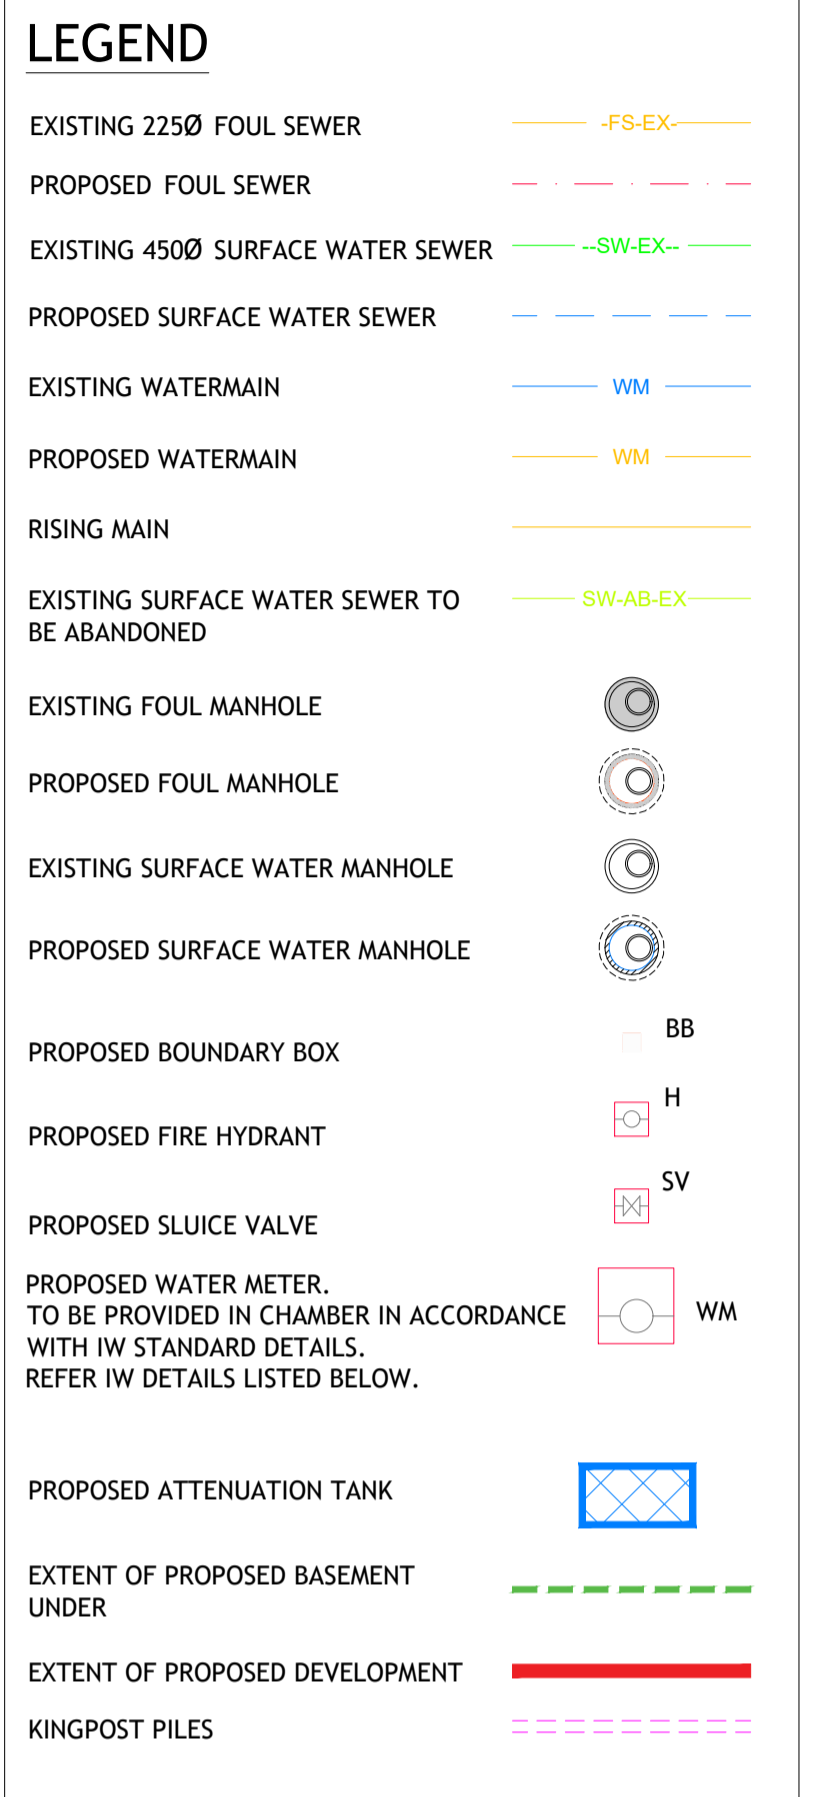 LEGEND
EXISTING 225Ø FOUL SEWER -FS-EX-
PROPOSED FOUL SEWER
EXISTING 450Ø SURFACE WATER SEWER --SW-EX--
PROPOSED SURFACE WATER SEWER
EXISTING WATERMAIN WM
PROPOSED WATERMAIN WM
RISING MAIN
EXISTING SURFACE WATER SEWER TO SW-AB-EX
BE ABANDONED
EXISTING FOUL MANHOLE
PROPOSED FOUL MANHOLE
EXISTING SURFACE WATER MANHOLE
PROPOSED SURFACE WATER MANHOLE
PROPOSED BOUNDARY BOX BB
PROPOSED FIRE HYDRANT H
PROPOSED SLUICE VALVE SV
PROPOSED WATER METER.
TO BE PROVIDED IN CHAMBER IN ACCORDANCE WM
WITH IW STANDARD DETAILS.
REFER IW DETAILS LISTED BELOW.
PROPOSED ATTENUATION TANK
EXTENT OF PROPOSED BASEMENT
UNDER
EXTENT OF PROPOSED DEVELOPMENT
KINGPOST PILES